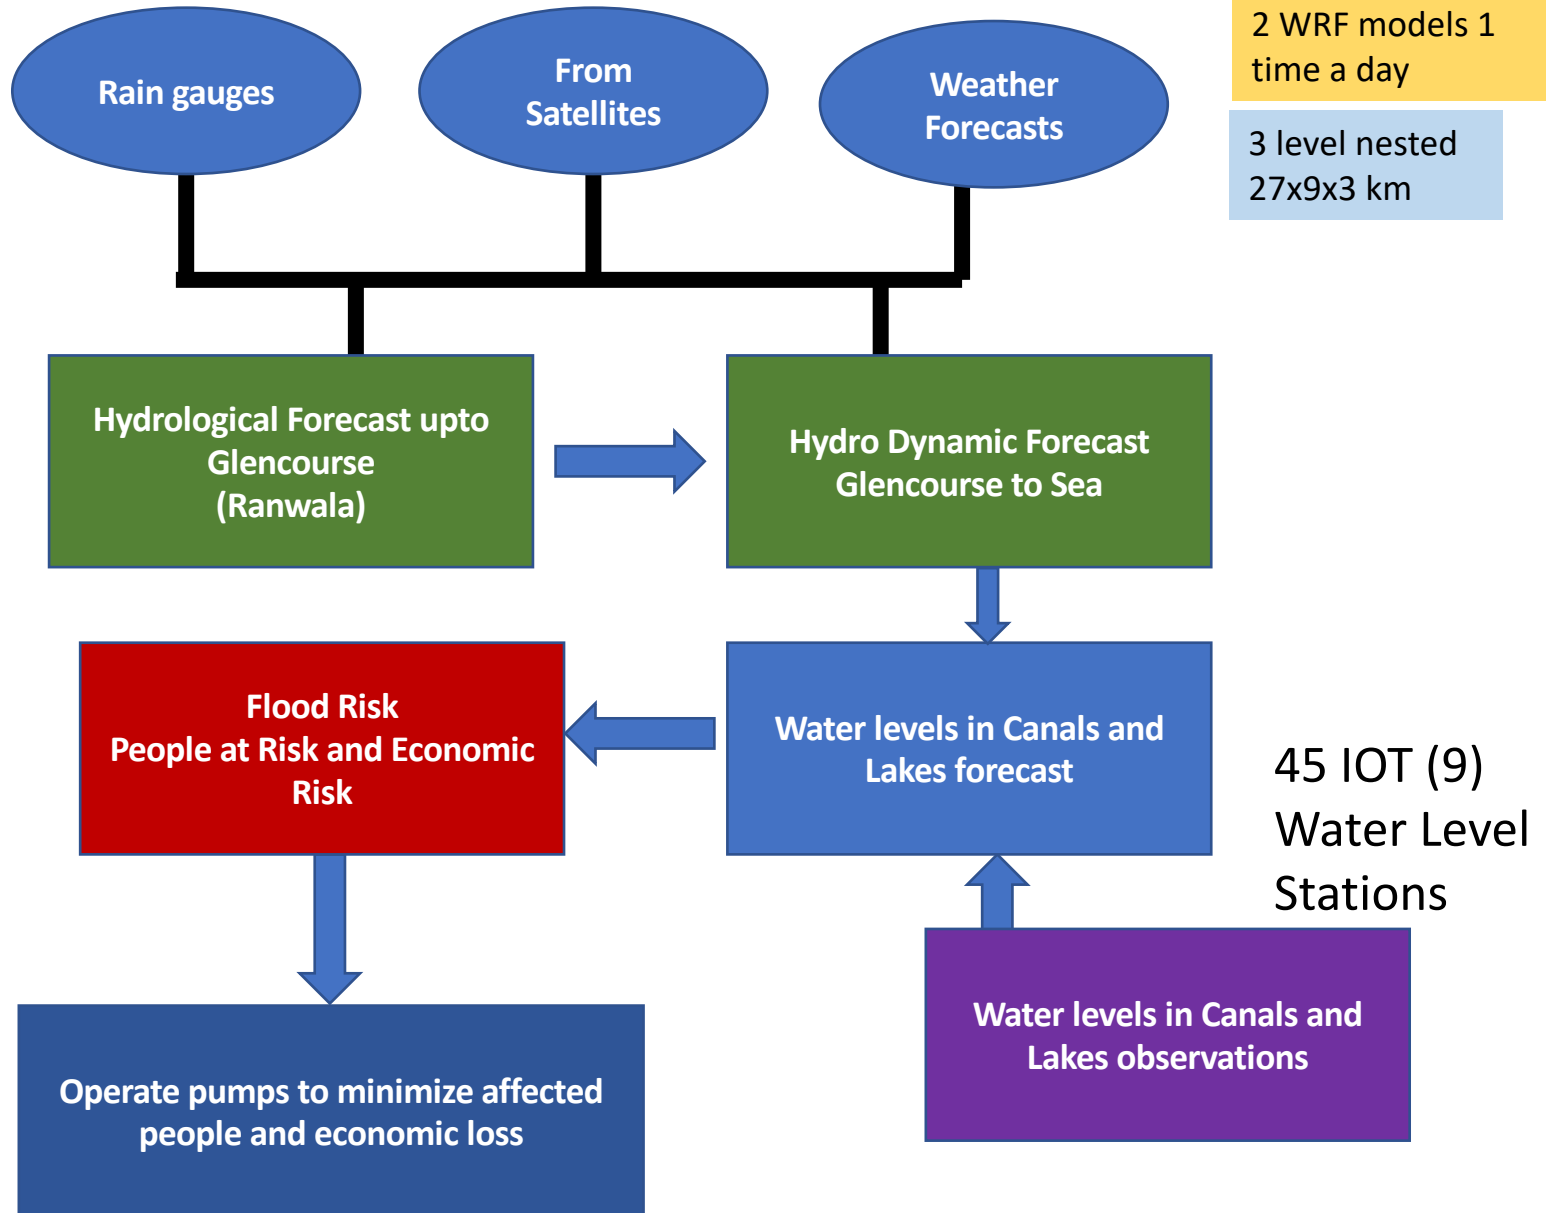 Rain gauges
From
Satellites
Weather
Forecasts
2 WRF models 1
time a day
3 level nested
27x9x3 km
Hydrological Forecast upto
Glencourse
(Ranwala)
Hydro Dynamic Forecast
Glencourse to Sea
Flood Risk
People at Risk and Economic
Risk
Water levels in Canals and
Lakes forecast
45 IOT (9)
Water Level
Stations
Water levels in Canals and
Lakes observations
Operate pumps to minimize affected
people and economic loss